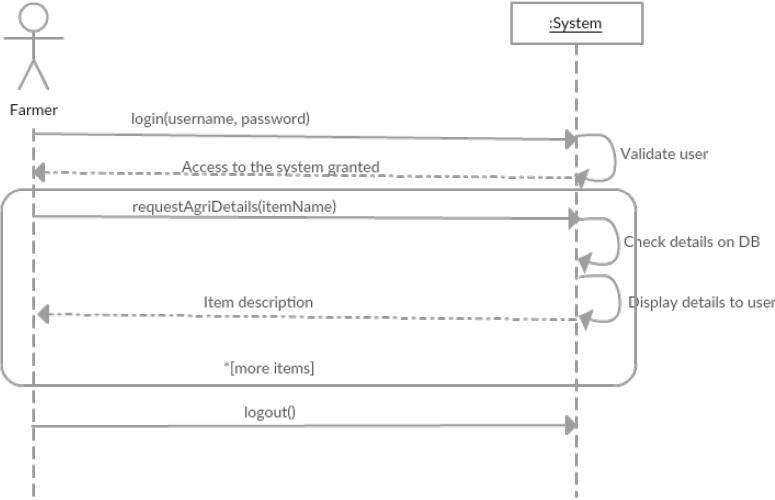 :System
Farmer
login(username, password)
Validate user
Access to the system granted
requestAgriDetails(itemName)
Check details on DB
Item description
Display details to user
*[more items]
logout()